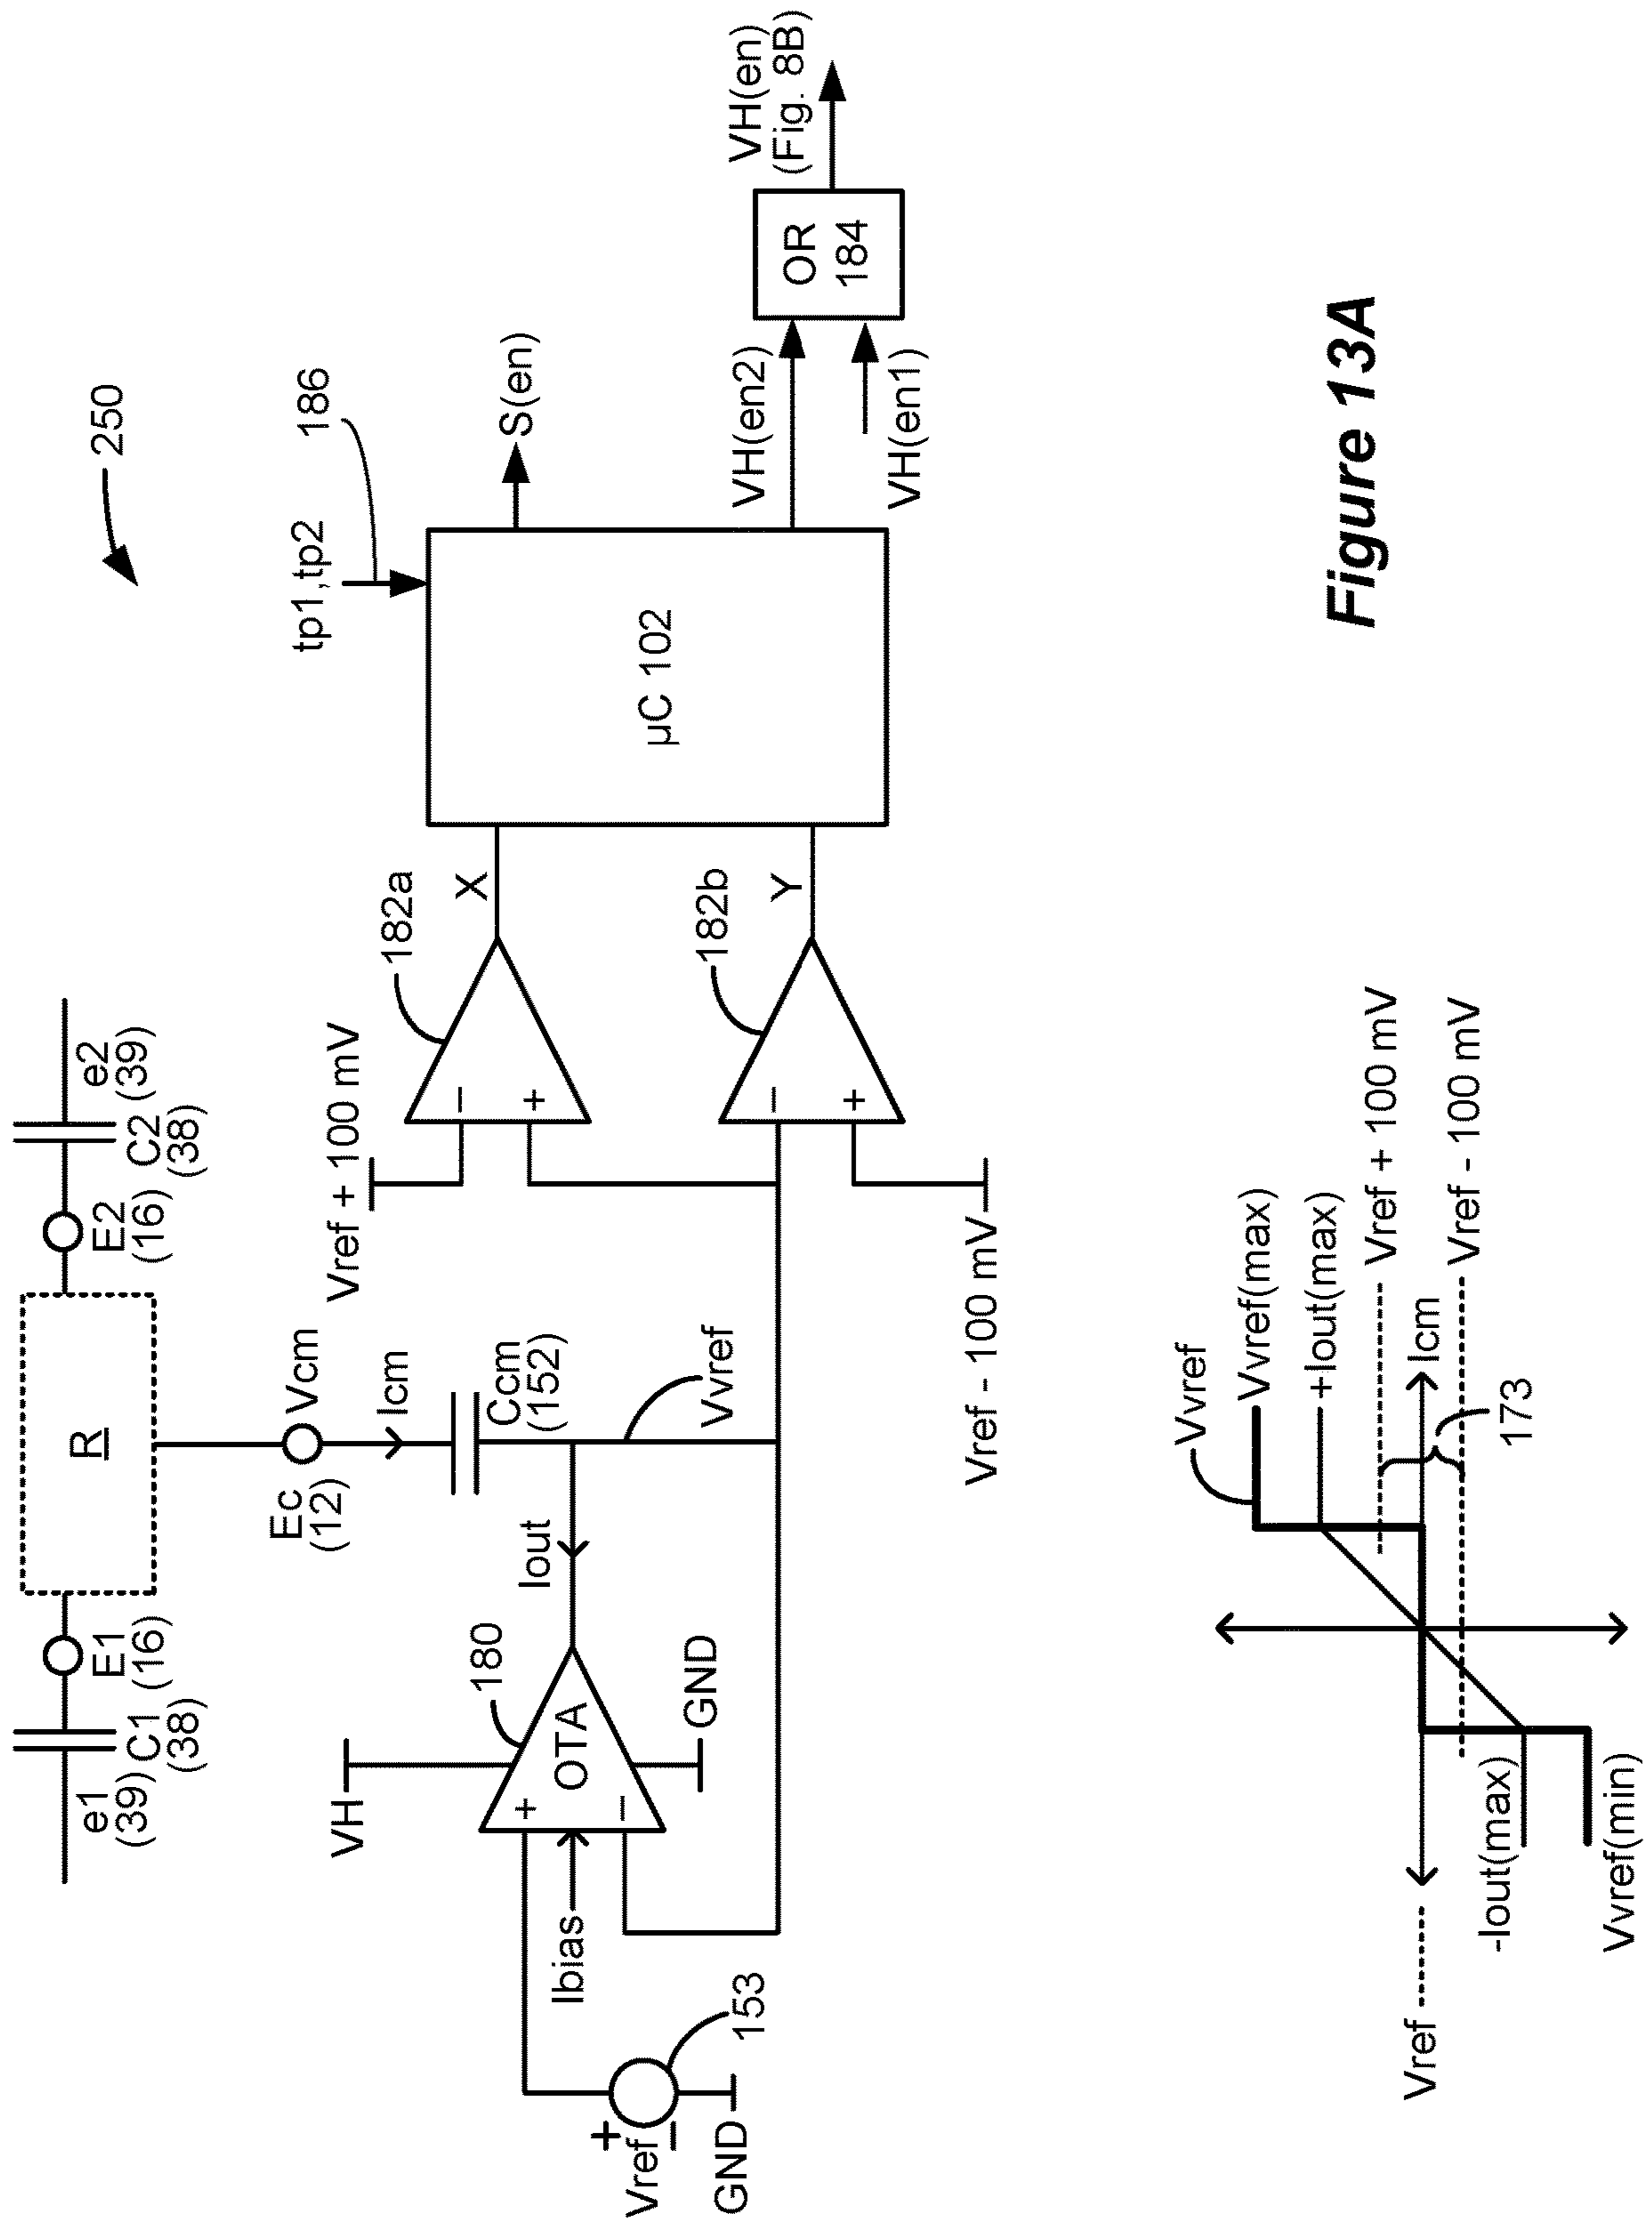 250
e1
(39)
C1
(38)
E1
(16)
R
E2
(16)
C2
(38)
e2
(39)
Ec
(12)
Vcm
Icm
Ccm
(152)
Vvref
Iout
VH
180
OTA
+
−
Ibias
GND
+
Vref
−
153
GND
Vref + 100 mV
−
+
182a
X
−
+
182b
Y
Vref - 100 mV
µC 102
tp1,tp2
186
S(en)
VH(en2)
VH(en1)
OR
184
VH(en)
(Fig. 8B)
Vvref
Vvref(max)
+Iout(max)
Vref + 100 mV
Icm
Vref - 100 mV
173
Vref
-Iout(max)
Vvref(min)
Figure 13A